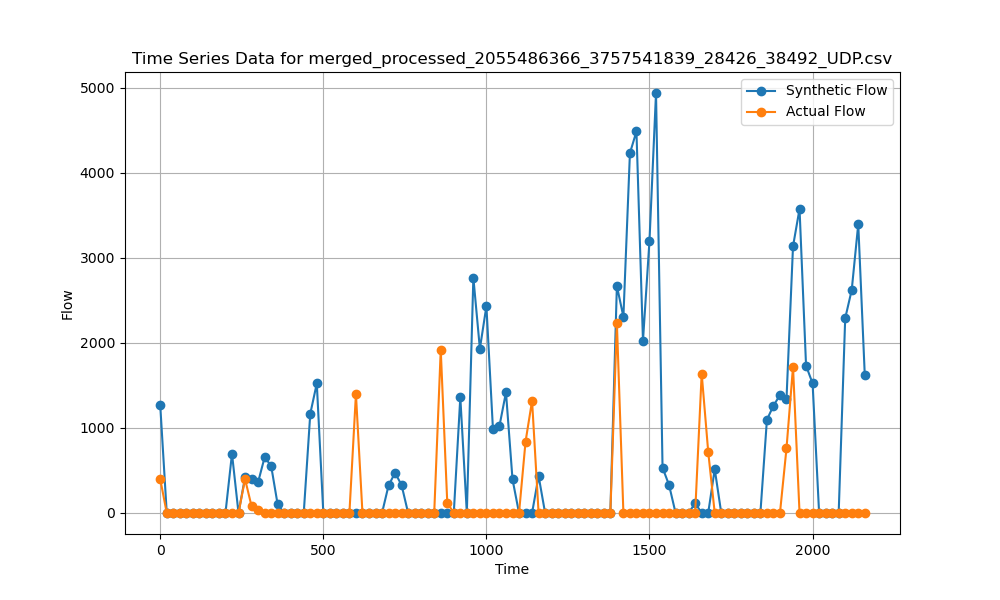 Time Series Data for merged_processed_2055486366_3757541839_28426_38492_UDP.csv
Synthetic Flow
Actual Flow
5000
4000
3000
2000
1000
0
Flow
0 500 1000 1500 2000
Time